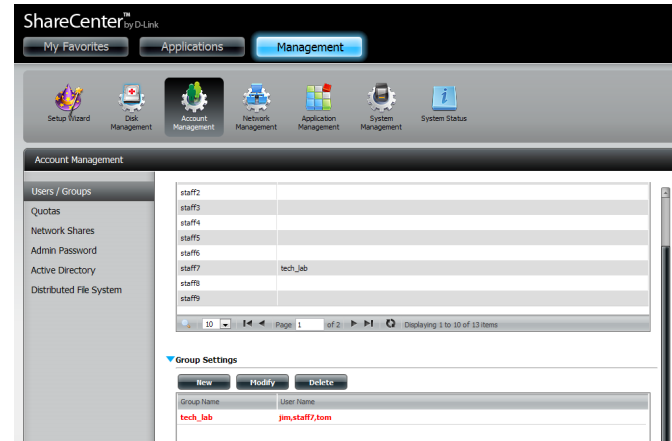 ShareCenter™ by D-Link
My Favorites Applications Management
Setup Wizard Disk Management Account Management Network Management Application Management System Management System Status
Account Management
Users / Groups
Quotas
Network Shares
Admin Password
Active Directory
Distributed File System
staff2
staff3
staff4
staff5
staff6
staff7 tech_lab
staff8
staff9
10 Page 1 of 2 Displaying 1 to 10 of 13 items
Group Settings
New Modify Delete
Group Name User Name
tech_lab jim,staff7,tom